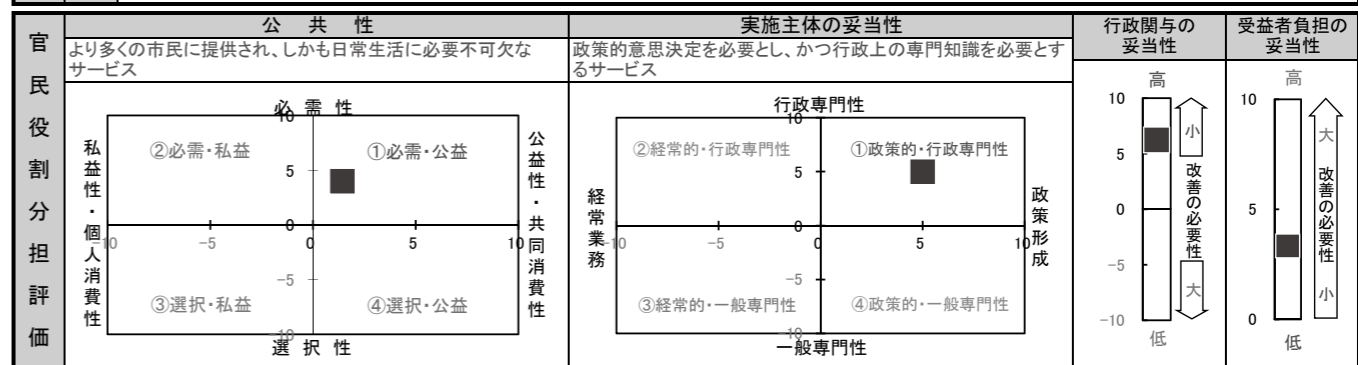 官民役割分担評価
公 共 性
より多くの市民に提供され、しかも日常生活に必要不可欠な
サービス
必 需 性
10
②必需・私益
①必需・公益
5
私益性・個人消費性
公益性・共同消費性
0
-10
-5
0
5
10
-5
③選択・私益
④選択・公益
-10
選 択 性
実施主体の妥当性
政策的意思決定を必要とし、かつ行政上の専門知識を必要とす
るサービス
行政専門性
10
②経常的・行政専門性
①政策的・行政専門性
5
経常業務
政策形成
0
-10
-5
0
5
10
-5
③経常的・一般専門性
④政策的・一般専門性
-10
一般専門性
行政関与の
妥当性
高
10
5
0
-5
-10
小
改善の必要性
大
低
受益者負担の
妥当性
高
10
5
0
大
改善の必要性
小
低